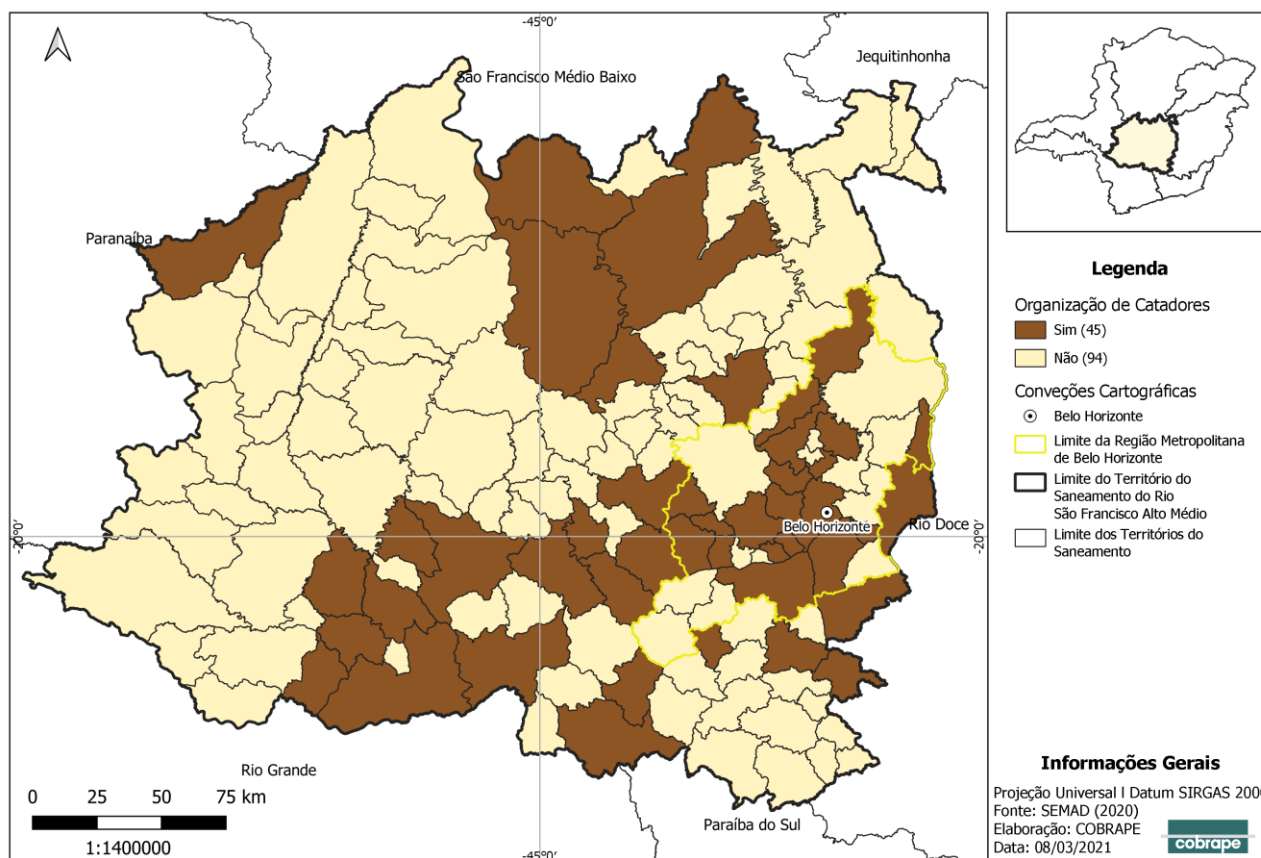 -45°0'
São Francisco Médio Baixo
Jequitinhonha
Paranaíba
-20°0'
Belo Horizonte
Rio Doce
-20°0'
Rio Grande
Paraíba do Sul
0 25 50 75 km
1:1400000
-45°0'
Legenda
Organização de Catadores
Sim (45)
Não (94)
Conveções Cartográficas
Belo Horizonte
Limite da Região Metropolitana
de Belo Horizonte
Limite do Território do
Saneamento do Rio
São Francisco Alto Médio
Limite dos Territórios do
Saneamento
Informações Gerais
Projeção Universal l Datum SIRGAS 200
Fonte: SEMAD (2020)
Elaboração: COBRAPE
Data: 08/03/2021
cobrape